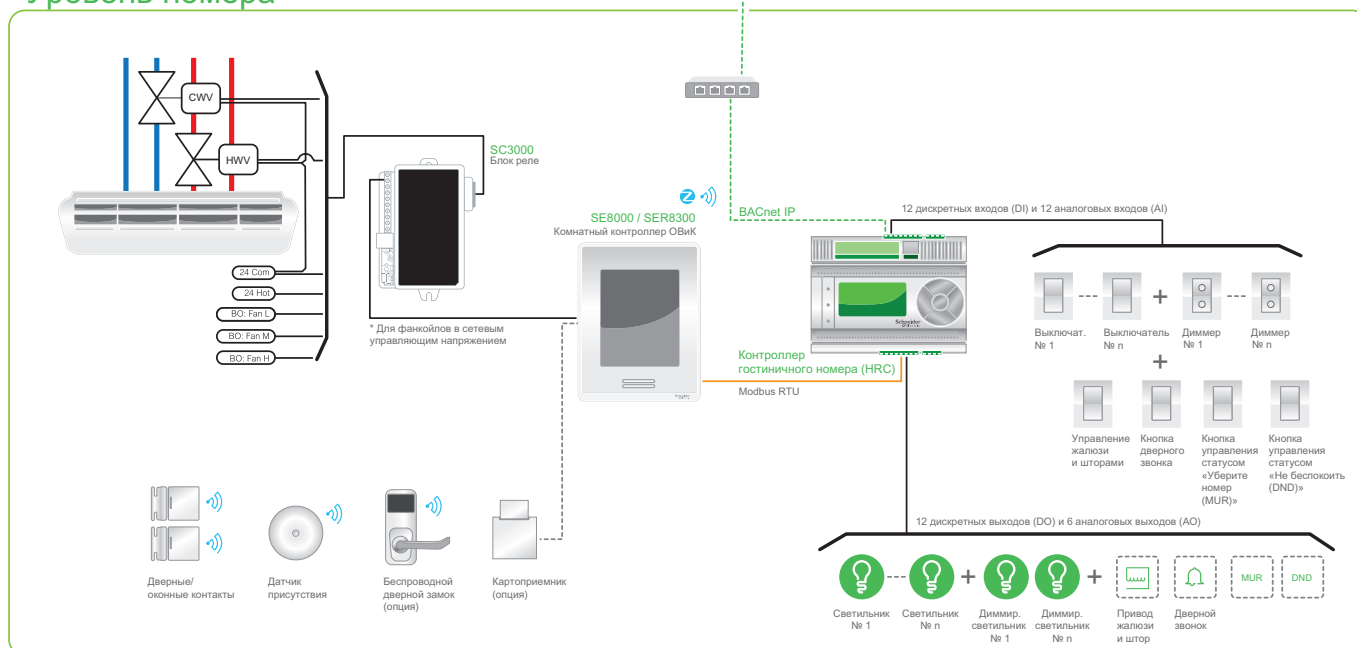 Уровень номера
CWV
HWV
SC3000
Блок реле
24 Com
24 Hot
BO: Fan L
BO: Fan M
BO: Fan H
* Для фанкойлов в сетевым
управляющим напряжением
SE8000 / SER8300
Комнатный контроллер ОВиК
BACnet IP
12 дискретных входов (DI) и 12 аналоговых входов (AI)
Schneider
Контроллер
гостиничного номера (HRC)
Modbus RTU
Выключат.
№ 1
Выключатель
№ n
Диммер
№ 1
Диммер
№ n
Управление
жалюзи
и шторами
Кнопка
дверного
звонка
Кнопка
управления
статусом
«Уберите
номер
(MUR)»
Кнопка
управления
статусом
«Не беспокоить
(DND)»
Дверные/
оконные контакты
Датчик
присутствия
Беспроводной
дверной замок
(опция)
Картоприемник
(опция)
12 дискретных выходов (DO) и 6 аналоговых выходов (AO)
MUR
DND
Светильник
№ 1
Светильник
№ n
Диммир.
светильник
№ 1
Диммир.
светильник
№ n
Привод
жалюзи
и штор
Дверной
звонок